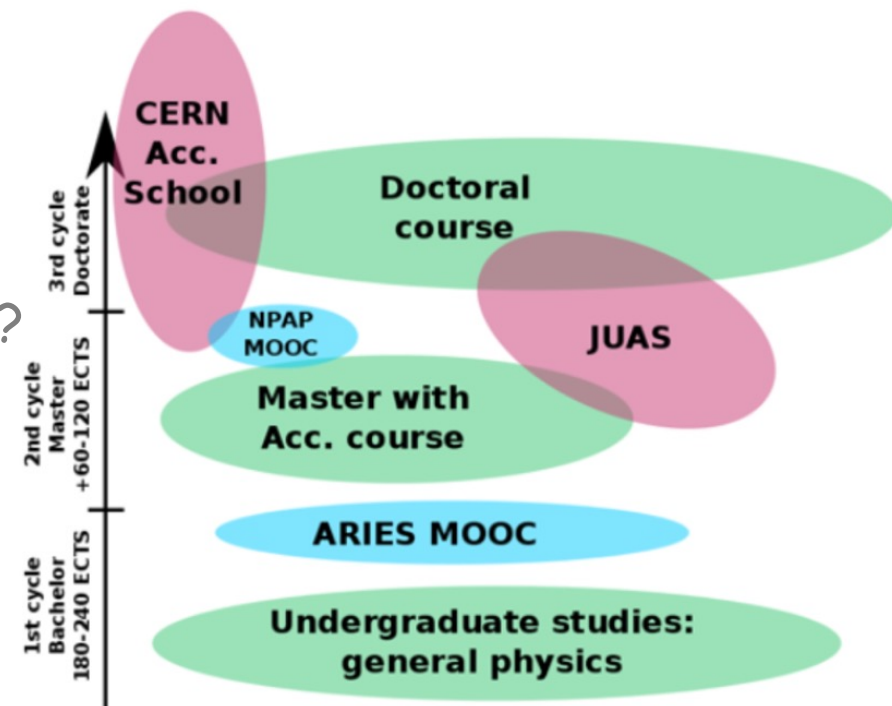 CERN
Acc.
School
Doctoral
course
3rd cycle
Doctorate
?
NPAP
MOOC
JUAS
2nd cycle
Master
+60-120 ECTS
Master with
Acc. course
ARIES MOOC
1st cycle
Bachelor
180-240 ECTS
Undergraduate studies:
general physics